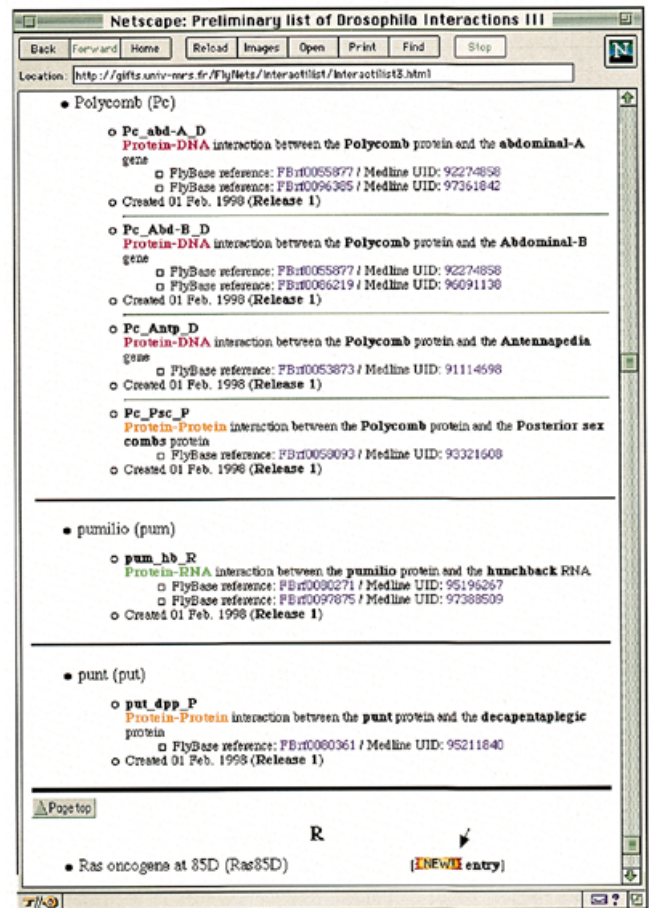 Netscape: Preliminary list of Drosophila Interactions III
Back Forward Home Reload Images Open Print Find Stop
N
Location: http://gifts.univ-mrs.fr/FlyNets/Interactilist/Interactilist3.html
Polycomb (Pc)
Pc_abd-A_D
Protein-DNA interaction between the Polycomb protein and the abdominal-A
gene
FlyBase reference: FBrf0055877 / Medline UID: 92274858
FlyBase reference: FBrf0096385 / Medline UID: 97361842
Created 01 Feb. 1998 (Release 1)
Pc_Abd-B_D
Protein-DNA interaction between the Polycomb protein and the Abdominal-B
gene
FlyBase reference: FBrf0055877 / Medline UID: 92274858
FlyBase reference: FBrf0086219 / Medline UID: 96091138
Created 01 Feb. 1998 (Release 1)
Pc_Antp_D
Protein-DNA interaction between the Polycomb protein and the Antennapedia
gene
FlyBase reference: FBrf0053873 / Medline UID: 91114698
Created 01 Feb. 1998 (Release 1)
Pc_Psc_P
Protein-Protein interaction between the Polycomb protein and the Posterior sex
combs protein
FlyBase reference: FBrf0058093 / Medline UID: 93321608
Created 01 Feb. 1998 (Release 1)
pumilio (pum)
pum_hb_R
Protein-RNA interaction between the pumilio protein and the hunchback RNA
FlyBase reference: FBrf0080271 / Medline UID: 95196267
FlyBase reference: FBrf0097875 / Medline UID: 97388509
Created 01 Feb. 1998 (Release 1)
punt (put)
put_dpp_P
Protein-Protein interaction between the punt protein and the decapentaplegic
protein
FlyBase reference: FBrf0080361 / Medline UID: 95211840
Created 01 Feb. 1998 (Release 1)
Page top
R
Ras oncogene at 85D (Ras85D) [NEW! entry]
?